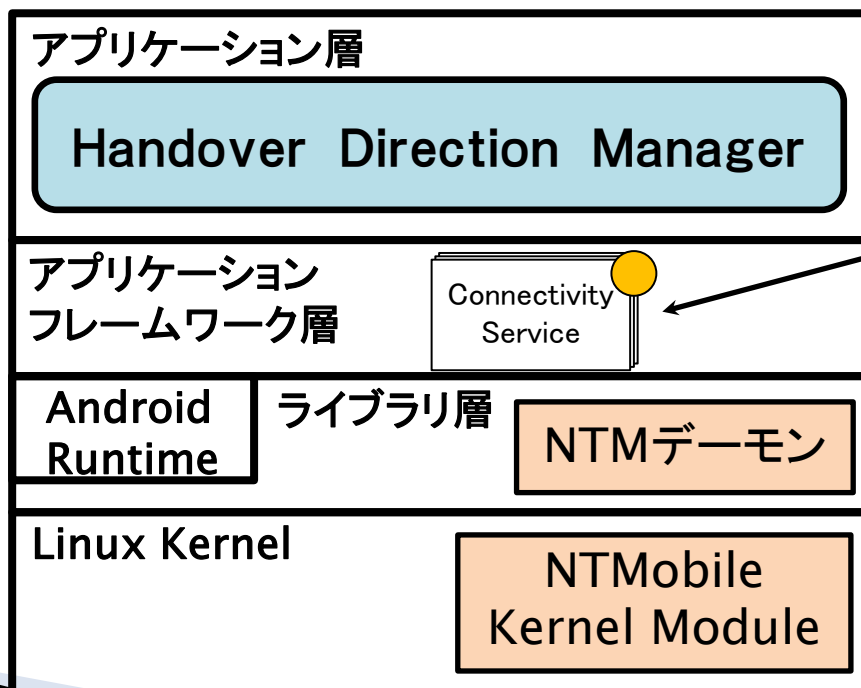 アプリケーション層
Handover Direction Manager
アプリケーション
フレームワーク層
Connectivity
Service
Android
Runtime
ライブラリ層
NTMデーモン
Linux Kernel
NTMobile
Kernel Module